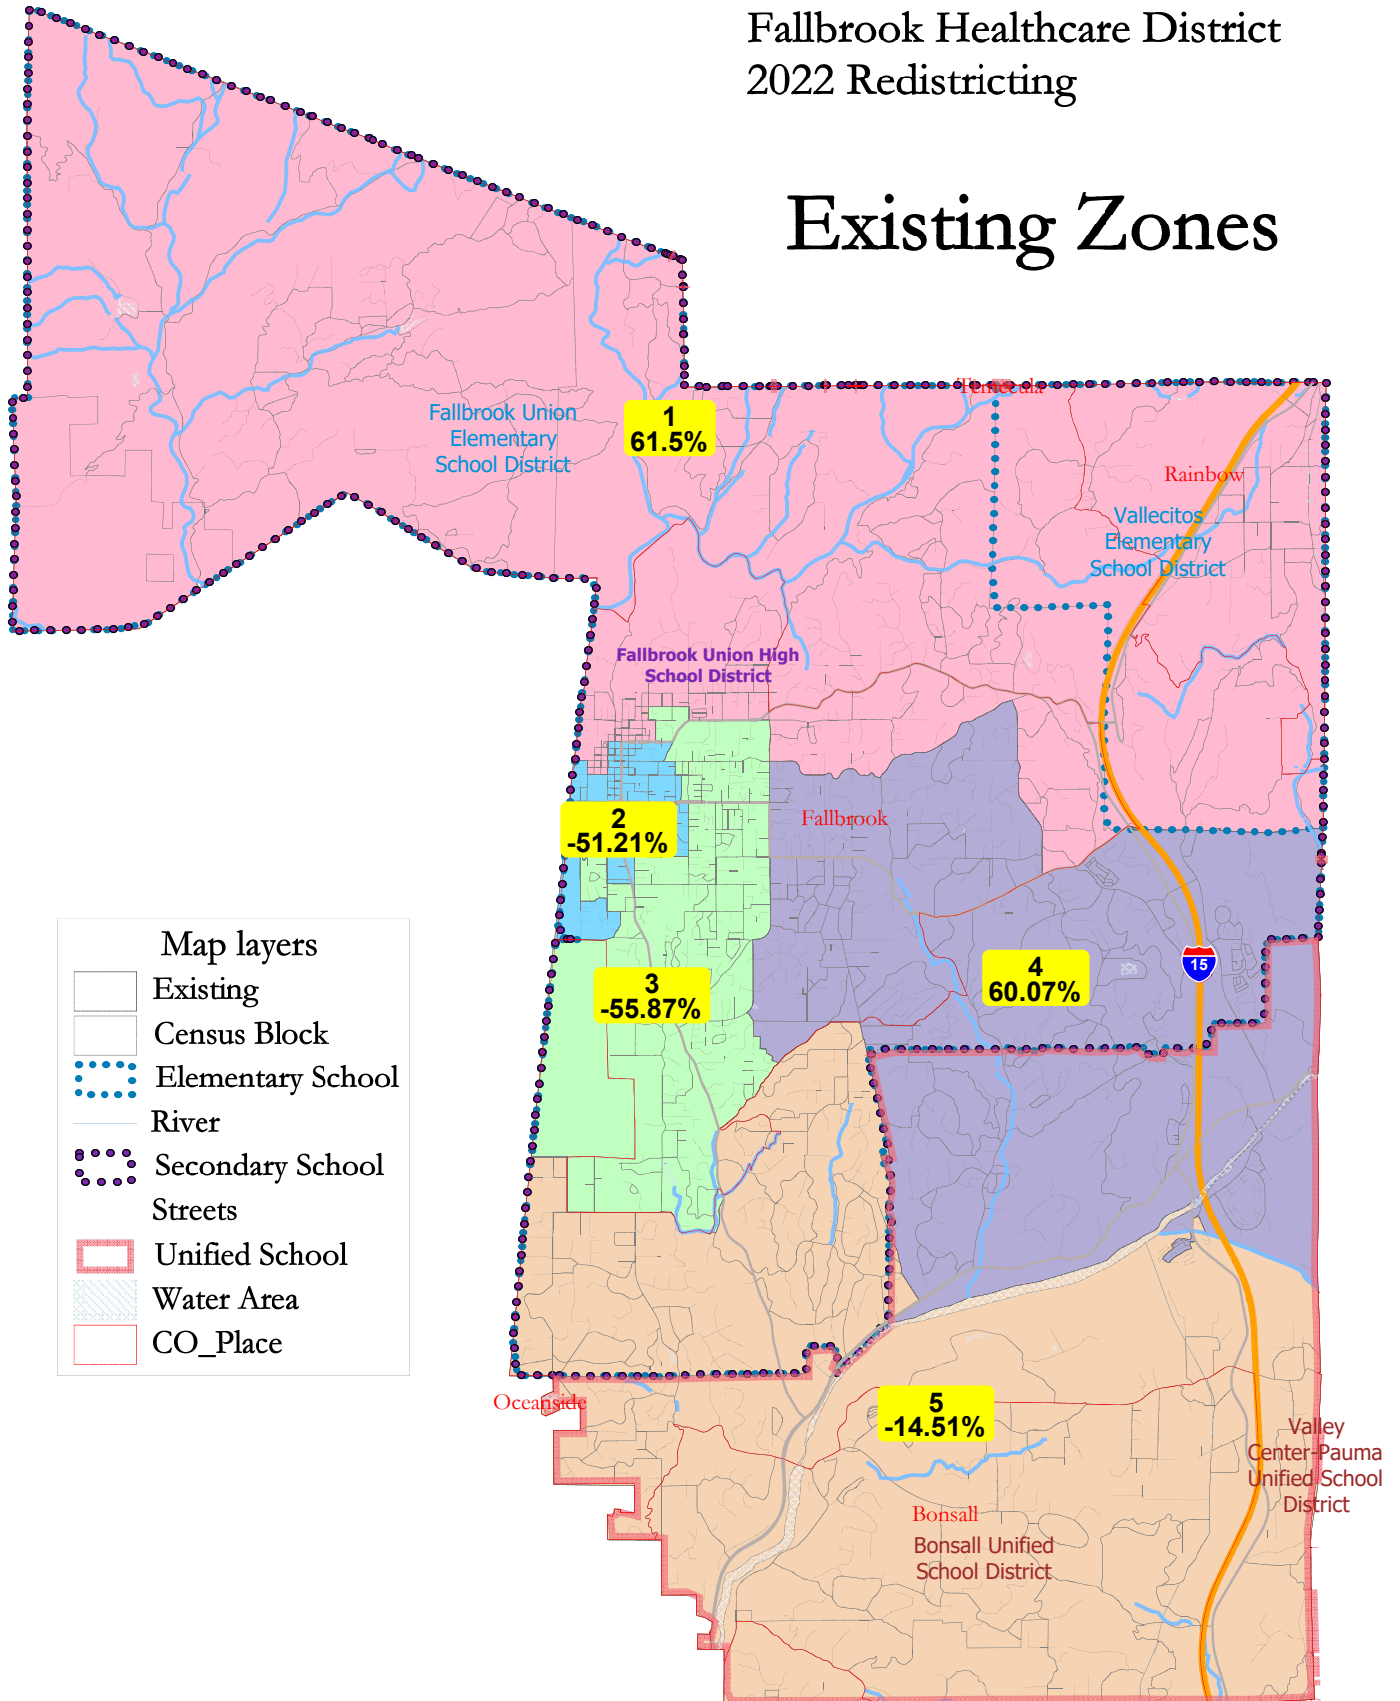 Fallbrook Healthcare District
2022 Redistricting
Existing Zones
Temecula
1
61.5%
Fallbrook Union
Elementary
School District
Rainbow
Vallecitos
Elementary
School District
Fallbrook Union High
School District
2
-51.21%
Fallbrook
3
-55.87%
4
60.07%
15
Map layers
Existing
Census Block
Elementary School
River
Secondary School
Streets
Unified School
Water Area
CO_Place
Oceanside
5
-14.51%
Valley
Center-Pauma
Unified School
District
Bonsall
Bonsall Unified
School District